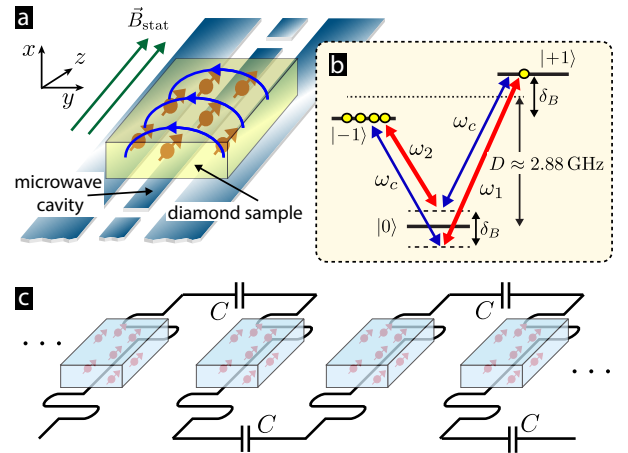 a
B⃗stat
x
z
y
microwave
cavity
diamond sample
b
|+1⟩
δB
|−1⟩
ωc
ω2
ωc
ω1
D ≈ 2.88 GHz
|0⟩
δB
c
C
C
C
C
. . .
. . .